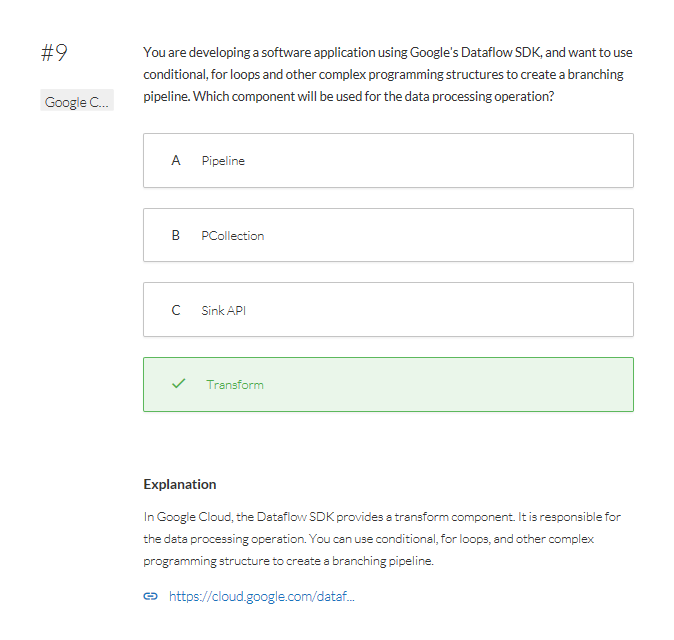 #9
Google C...
You are developing a software application using Google's Dataflow SDK, and want to use
conditional, for loops and other complex programming structures to create a branching
pipeline. Which component will be used for the data processing operation?
A Pipeline
B PCollection
C Sink API
Transform
Explanation
In Google Cloud, the Dataflow SDK provides a transform component. It is responsible for
the data processing operation. You can use conditional, for loops, and other complex
programming structure to create a branching pipeline.
https://cloud.google.com/dataf...